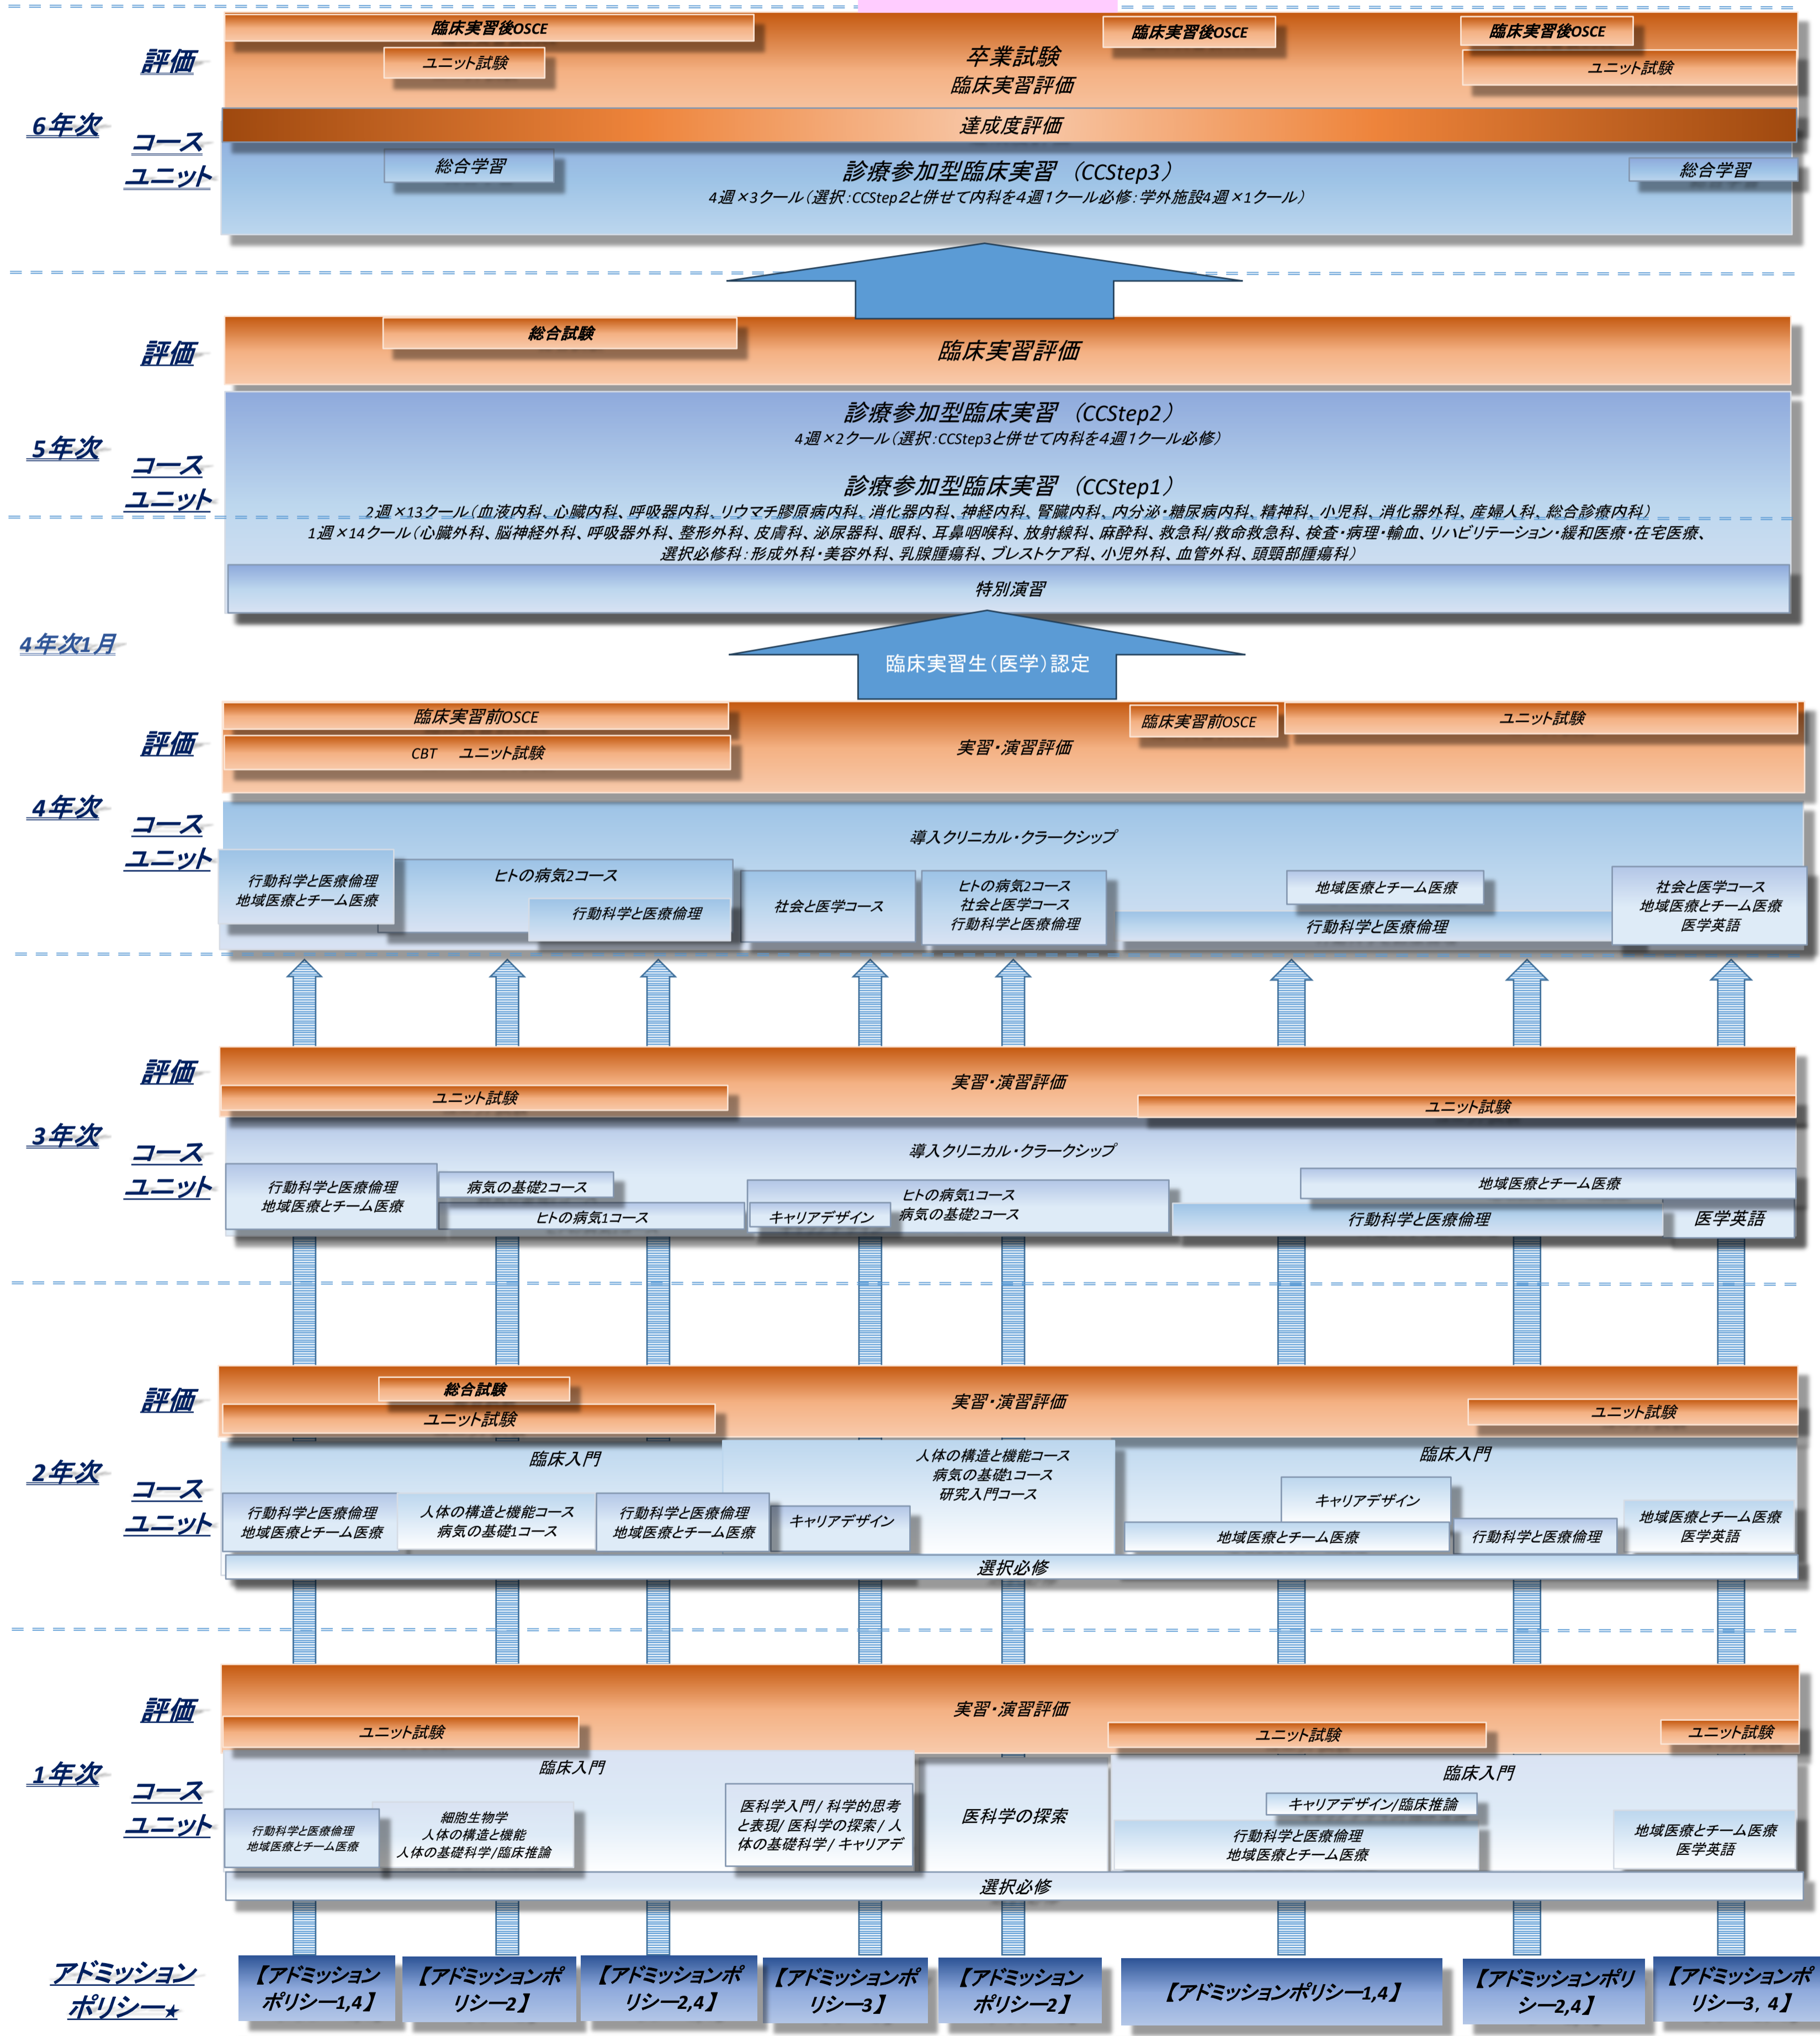 臨床実習後OSCE
臨床実習後OSCE
臨床実習後OSCE
評価
ユニット試験
卒業試験
臨床実習評価
ユニット試験
6年次
達成度評価
コース
ユニット
総合学習
診療参加型臨床実習 （CCStep3）
総合学習
4週×3クール（選択：CCStep２と併せて内科を４週１クール必修：学外施設4週×1クール）
評価
総合試験
臨床実習評価
診療参加型臨床実習 （CCStep2）
4週×2クール（選択：CCStep3と併せて内科を４週１クール必修）
5年次
コース
ユニット
診療参加型臨床実習 （CCStep1）
2週×13クール（血液内科、心臓内科、呼吸器内科、リウマチ膠原病内科、消化器内科、神経内科、腎臓内科、内分泌・糖尿病内科、精神科、小児科、消化器外科、産婦人科、総合診療内科）
1週×14クール（心臓外科、脳神経外科、呼吸器外科、整形外科、皮膚科、泌尿器科、眼科、耳鼻咽喉科、放射線科、麻酔科、救急科/救命救急科、検査・病理・輸血、リハビリテーション・緩和医療・在宅医療、
選択必修科：形成外科・美容外科、乳腺腫瘍科、ブレストケア科、小児外科、血管外科、頭頸部腫瘍科）
特別演習
4年次1月
臨床実習生（医学）認定
臨床実習前OSCE
臨床実習前OSCE
ユニット試験
評価
CBT ユニット試験
実習・演習評価
4年次
コース
ユニット
導入クリニカル・クラークシップ
行動科学と医療倫理
地域医療とチーム医療
ヒトの病気2コース
行動科学と医療倫理
社会と医学コース
ヒトの病気2コース
社会と医学コース
行動科学と医療倫理
地域医療とチーム医療
行動科学と医療倫理
社会と医学コース
地域医療とチーム医療
医学英語
評価
実習・演習評価
ユニット試験
ユニット試験
3年次
コース
ユニット
導入クリニカル・クラークシップ
行動科学と医療倫理
地域医療とチーム医療
病気の基礎2コース
ヒトの病気1コース
キャリアデザイン
ヒトの病気1コース
病気の基礎2コース
地域医療とチーム医療
行動科学と医療倫理
医学英語
評価
総合試験
ユニット試験
実習・演習評価
ユニット試験
2年次
コース
ユニット
臨床入門
行動科学と医療倫理
地域医療とチーム医療
人体の構造と機能コース
病気の基礎1コース
行動科学と医療倫理
地域医療とチーム医療
キャリアデザイン
人体の構造と機能コース
病気の基礎1コース
研究入門コース
臨床入門
キャリアデザイン
地域医療とチーム医療
行動科学と医療倫理
地域医療とチーム医療
医学英語
選択必修
評価
実習・演習評価
ユニット試験
ユニット試験
ユニット試験
1年次
コース
ユニット
臨床入門
行動科学と医療倫理
地域医療とチーム医療
細胞生物学
人体の構造と機能
人体の基礎科学/臨床推論
医科学入門/科学的思考
と表現/医科学の探索/人
体の基礎科学/キャリアデ
医科学の探索
臨床入門
キャリアデザイン/臨床推論
行動科学と医療倫理
地域医療とチーム医療
地域医療とチーム医療
医学英語
選択必修
アドミッション
ポリシー★
【アドミッション
ポリシー1,4】
【アドミッションポ
リシー2】
【アドミッションポ
リシー2,4】
【アドミッションポ
リシー3】
【アドミッション
ポリシー2】
【アドミッションポリシー1,4】
【アドミッションポリ
シー2,4】
【アドミッションポ
リシー3, 4】